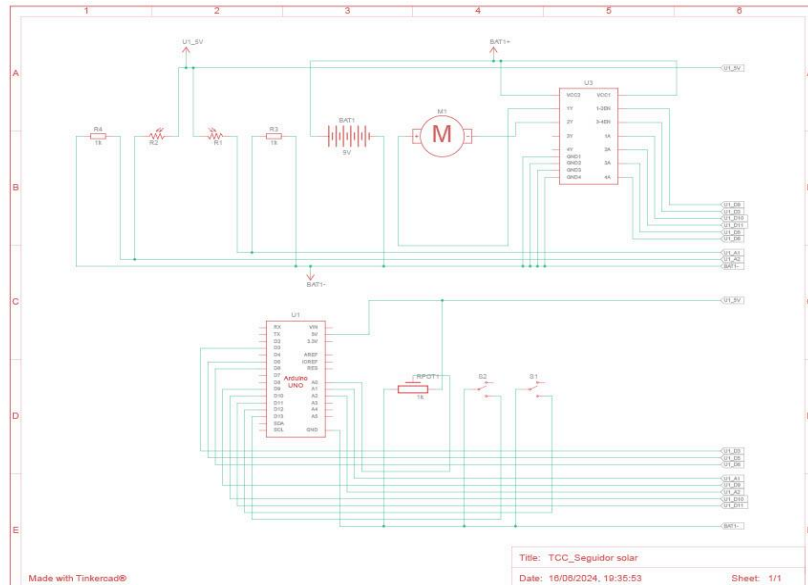 1 2 3 4 5 6
U1_5V
BAT1+
A
U1_5V
U3
VCC2 VCC1
1Y 1-2EN
2Y 3-4EN
3Y 1A
4Y 2A
GND1
GND2 3A
GND3
GND4 4A
M1
M
BAT1
9V
R4
1k
R2
R1
R3
1k
B
U1_D9
U1_D3
U1_D10
U1_D11
U1_D5
U1_D6
U1_A1
U1_A2
BAT1-
BAT1-
C
U1_5V
U1
RX VIN
TX 5V
D2 3.3V
D3
D4 AREF
D5 IOREF
D6 RES
D7
D8 A0
D9 A1
D10 A2
D11 A3
D12 A4
D13 A5
SDA
SCL GND
Arduino
UNO
RPOT1
1k
S2
S1
D
U1_D3
U1_D5
U1_D6
U1_A1
U1_D9
U1_A2
U1_D10
U1_D11
E
BAT1-
Title: TCC_Seguidor solar
Made with Tinkercad®
Date: 16/06/2024, 19:35:53
Sheet: 1/1